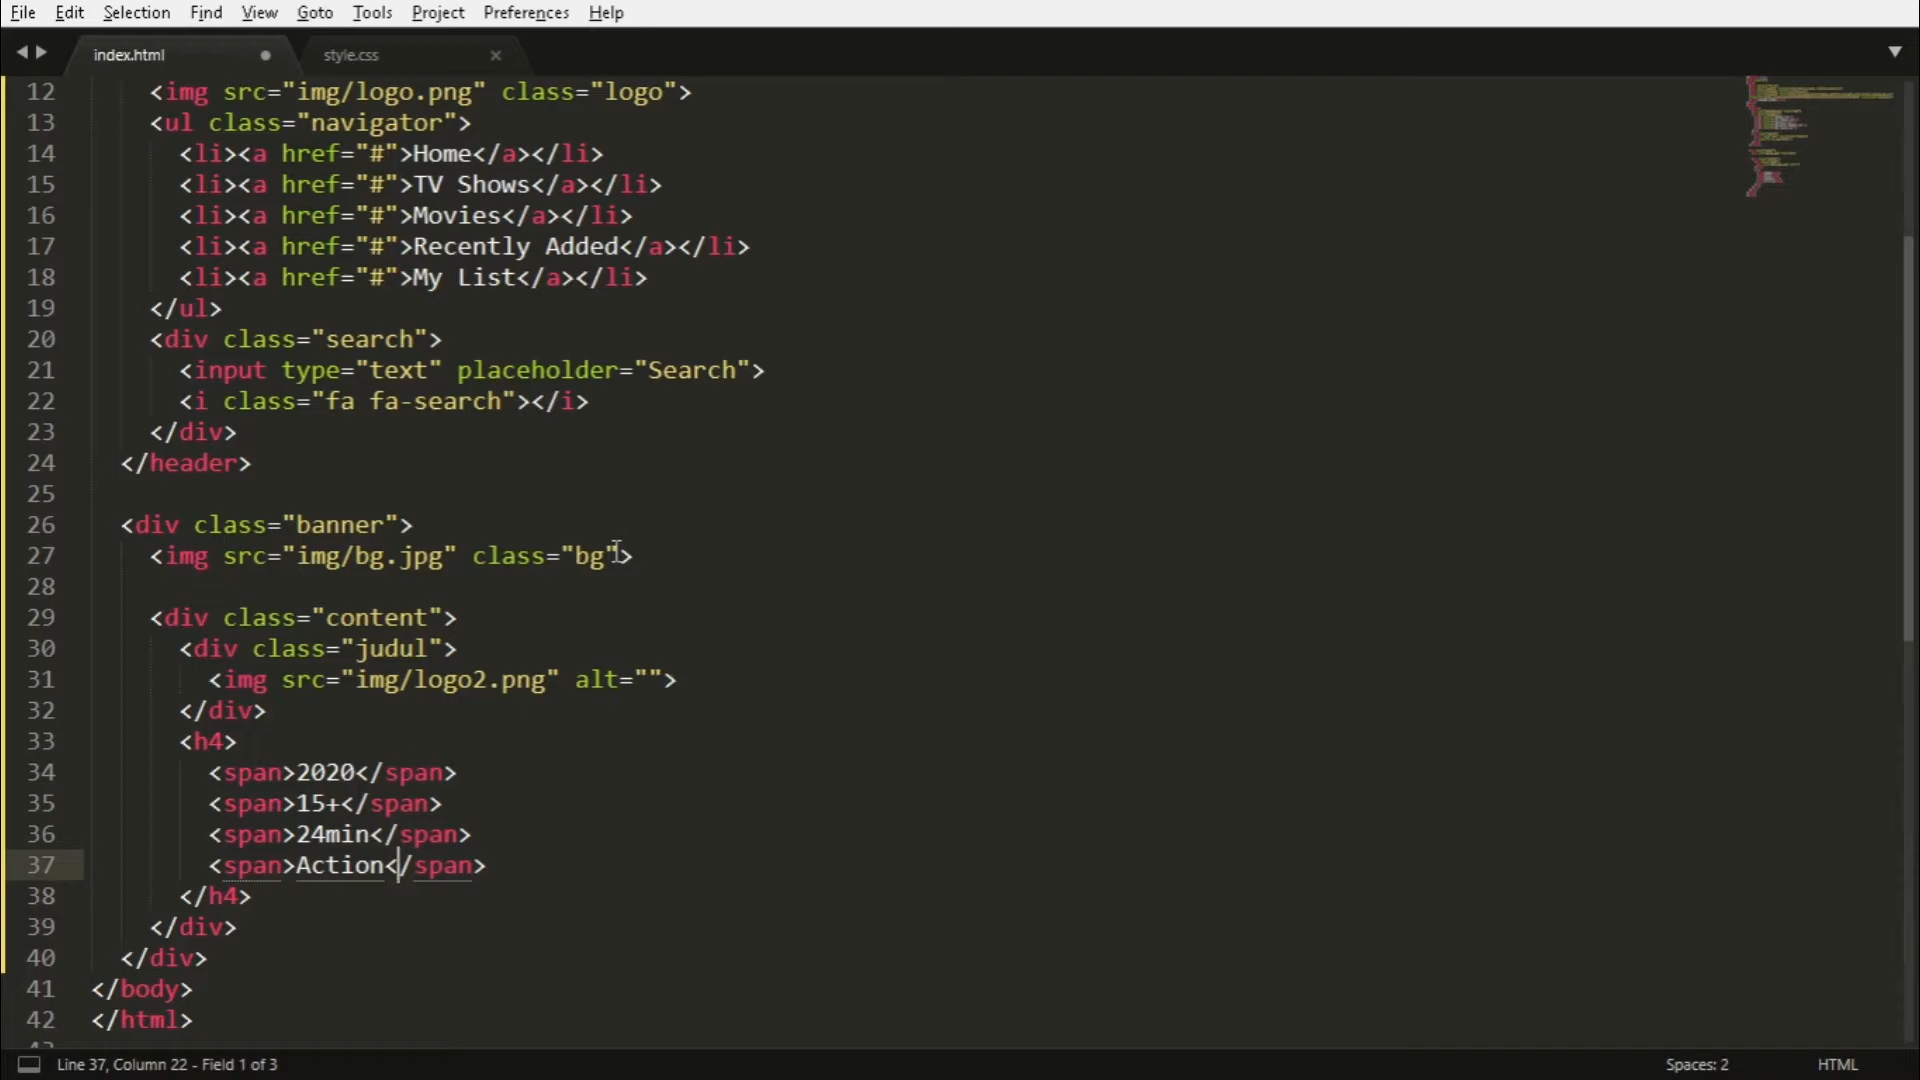 File Edit Selection Find View Goto Tools Project Preferences Help
index.html style.css
12 <img src="img/logo.png" class="logo">
13 <ul class="navigator">
14 <li><a href="#">Home</a></li>
15 <li><a href="#">TV Shows</a></li>
16 <li><a href="#">Movies</a></li>
17 <li><a href="#">Recently Added</a></li>
18 <li><a href="#">My List</a></li>
19 </ul>
20 <div class="search">
21 <input type="text" placeholder="Search">
22 <i class="fa fa-search"></i>
23 </div>
24 </header>
25
26 <div class="banner">
27 <img src="img/bg.jpg" class="bg">
28
29 <div class="content">
30 <div class="judul">
31 <img src="img/logo2.png" alt="">
32 </div>
33 <h4>
34 <span>2020</span>
35 <span>15+</span>
36 <span>24min</span>
37 <span>Action</span>
38 </h4>
39 </div>
40 </div>
41 </body>
42 </html>
Line 37, Column 22 - Field 1 of 3 Spaces: 2 HTML